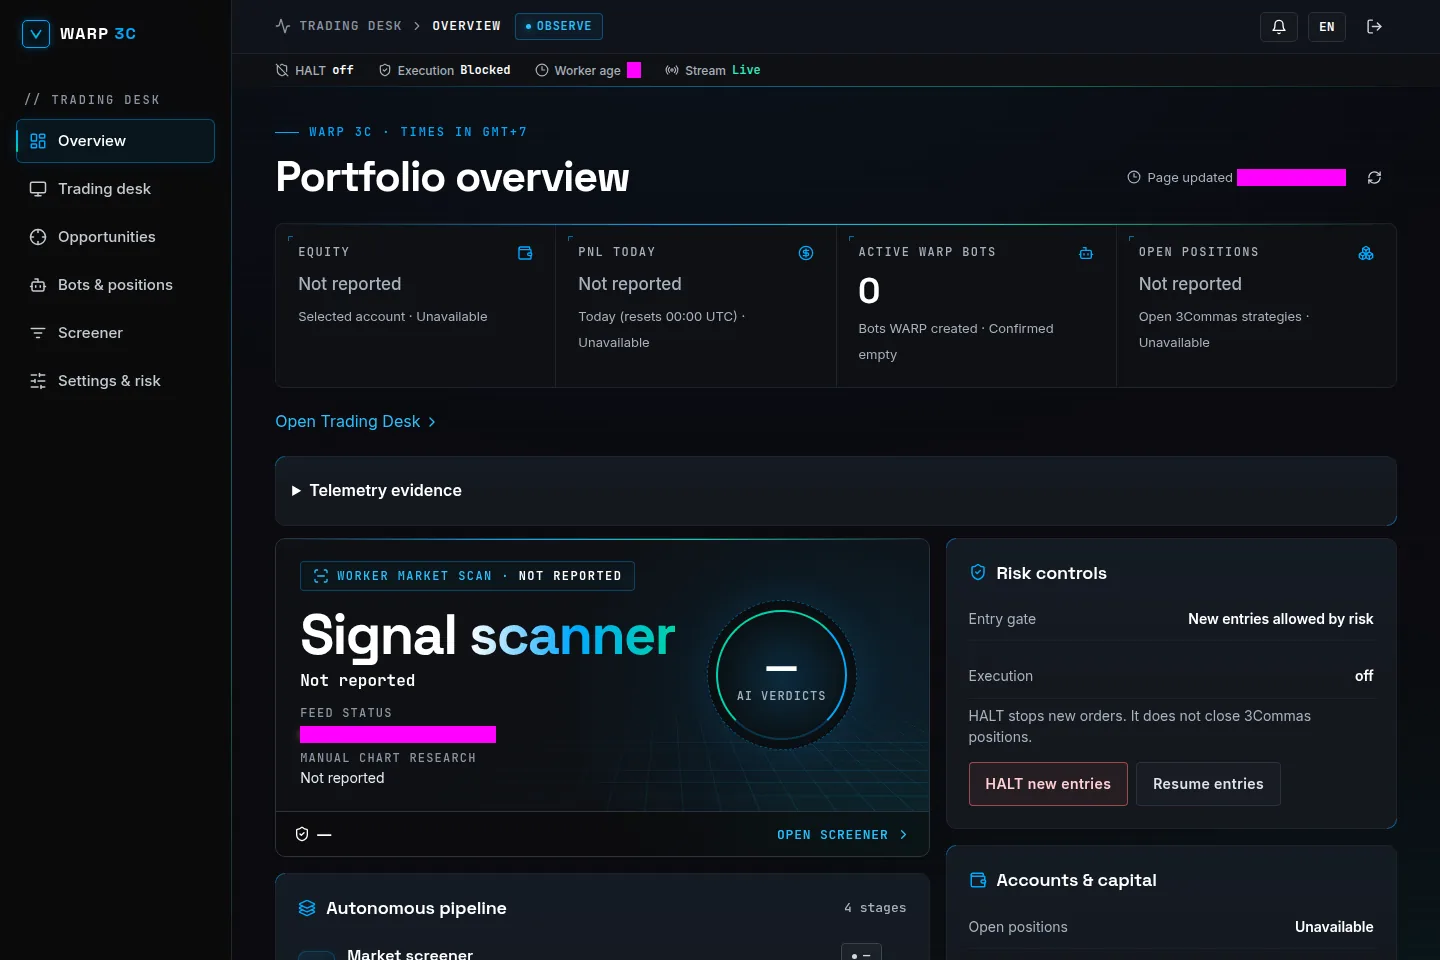 WARP 3C
// TRADING DESK
Overview
Trading desk
Opportunities
Bots & positions
Screener
Settings & risk
TRADING DESK > OVERVIEW
OBSERVE
EN
HALT off
Execution Blocked
Worker age
Stream Live
WARP 3C · TIMES IN GMT+7
Portfolio overview
Page updated
EQUITY
Not reported
Selected account · Unavailable
PNL TODAY
Not reported
Today (resets 00:00 UTC) ·
Unavailable
ACTIVE WARP BOTS
0
Bots WARP created · Confirmed
empty
OPEN POSITIONS
Not reported
Open 3Commas strategies ·
Unavailable
Open Trading Desk
Telemetry evidence
WORKER MARKET SCAN · NOT REPORTED
Signal scanner
Not reported
FEED STATUS
MANUAL CHART RESEARCH
Not reported
—
AI VERDICTS
—
OPEN SCREENER
Risk controls
Entry gate New entries allowed by risk
Execution off
HALT stops new orders. It does not close 3Commas
positions.
HALT new entries
Resume entries
Autonomous pipeline
4 stages
Market screener
—
Accounts & capital
Open positions Unavailable